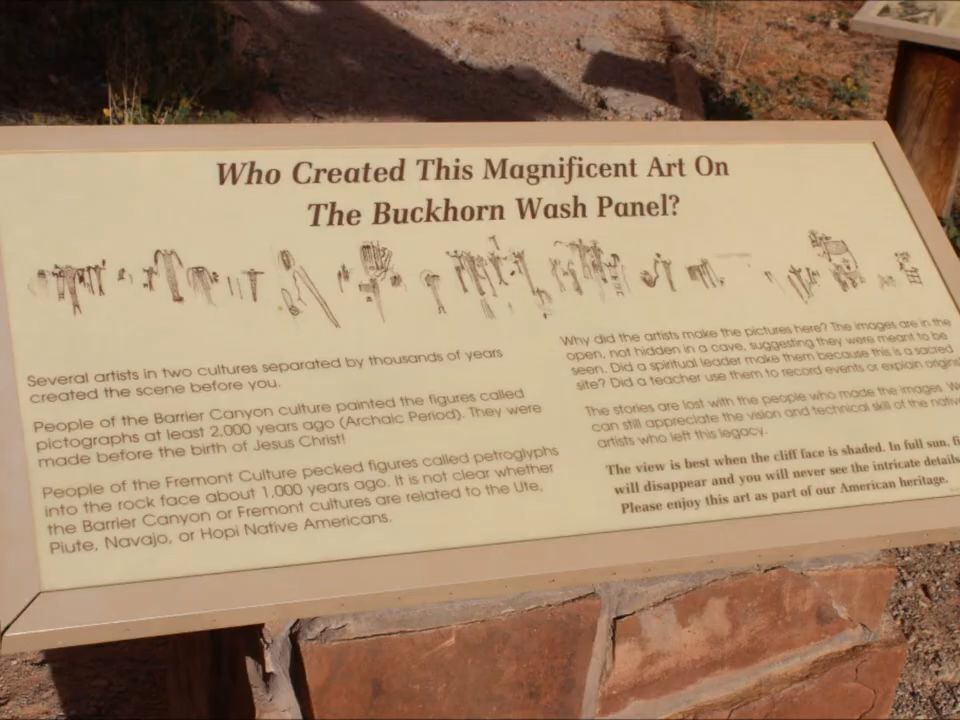 Who Created This Magnificent Art On
The Buckhorn Wash Panel?
Several artists in two cultures separated by thousands of years
created the scene before you.
People of the Barrier Canyon culture painted the figures called
pictographs at least 2,000 years ago (Archaic Period). They were
made before the birth of Jesus Christ!
People of the Fremont Culture pecked figures called petroglyphs
into the rock face about 1,000 years ago. It is not clear whether
the Barrier Canyon or Fremont cultures are related to the Ute,
Piute, Navajo, or Hopi Native Americans.
Why did the artists make the pictures here? The images are in the
open, not hidden in a cave, suggesting they were meant to be
seen. Did a spiritual leader make them because this is a sacred
site? Did a teacher use them to record events or explain origins
The stories are lost with the people who made the images. We
can still appreciate the vision and technical skill of the native
artists who left this legacy.
The view is best when the cliff face is shaded. In full sun,
will disappear and you will never see the intricate details
Please enjoy this art as part of our American heritage.